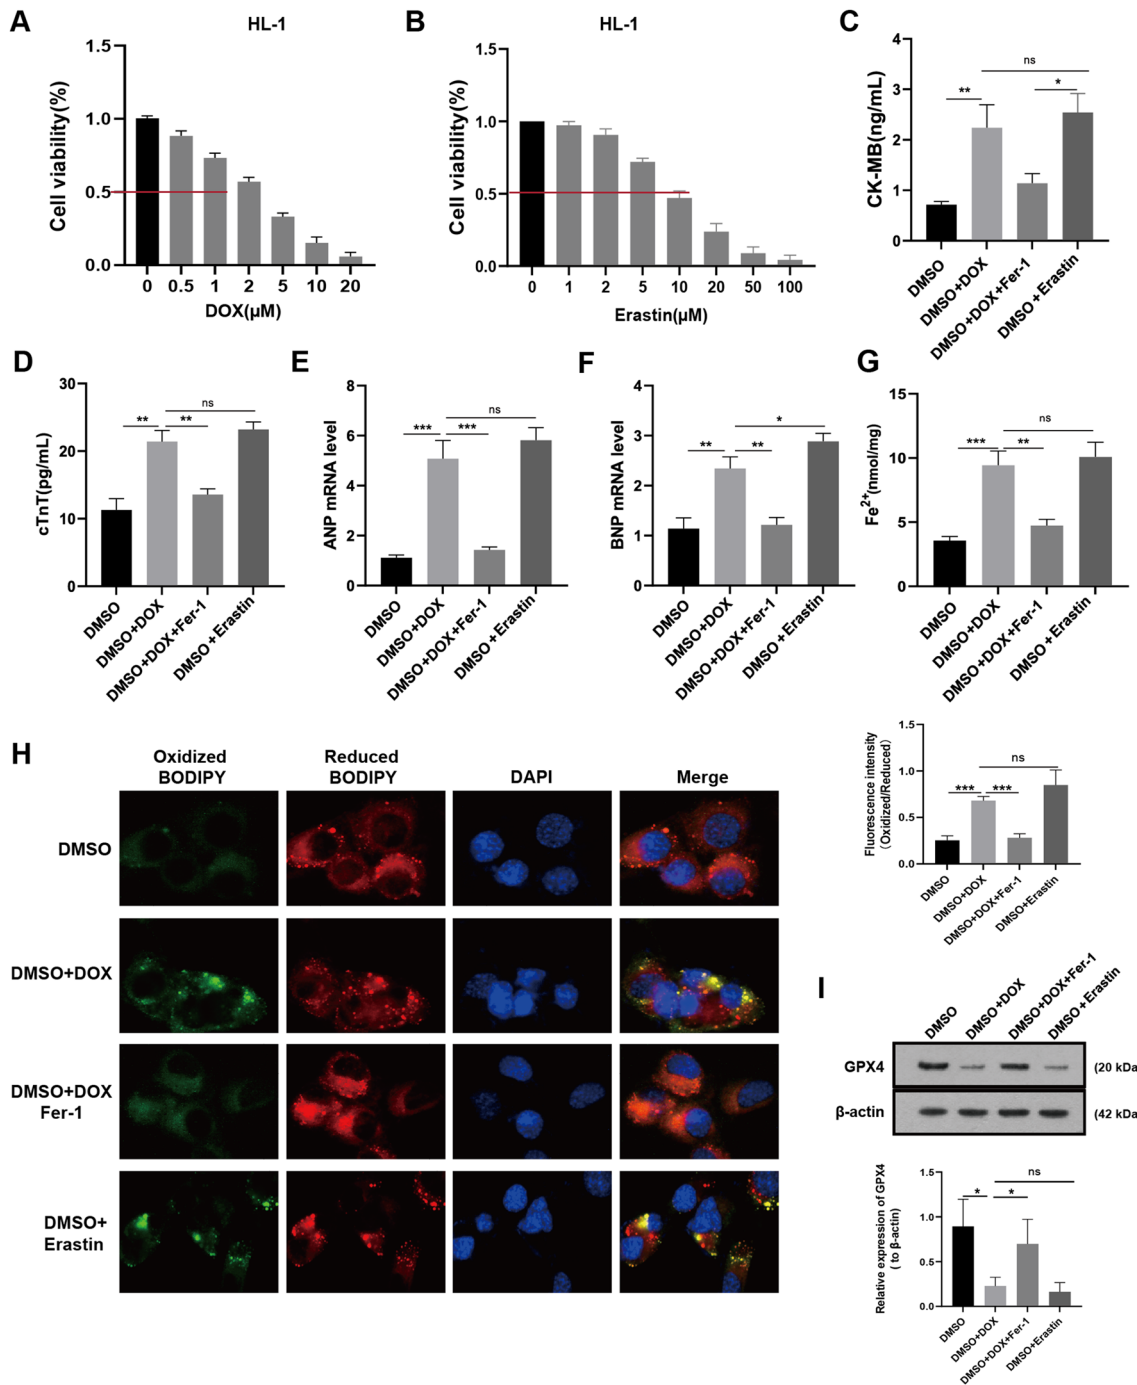 A
HL-1
Cell viability(%)
1.5
1.0
0.5
0.0
0 0.5 1 2 5 10 20
DOX(μM)
B
HL-1
Cell viability(%)
1.5
1.0
0.5
0.0
0 1 2 5 10 20 50 100
Erastin(μM)
C
CK-MB(ng/mL)
4
3
2
1
0
ns
**
*
DMSO
DMSO+DOX
DMSO+DOX+Fer-1
DMSO+Erastin
D
cTnT(pg/mL)
30
20
10
0
ns
** **
DMSO
DMSO+DOX
DMSO+DOX+Fer-1
DMSO+Erastin
E
ANP mRNA level
8
6
4
2
0
ns
*** ***
DMSO
DMSO+DOX
DMSO+DOX+Fer-1
DMSO+Erastin
F
BNP mRNA level
4
3
2
1
0
*
** **
DMSO
DMSO+DOX
DMSO+DOX+Fer-1
DMSO+Erastin
G
Fe2+(nmol/mg)
15
10
5
0
ns
*** **
DMSO
DMSO+DOX
DMSO+DOX+Fer-1
DMSO+Erastin
H
Oxidized
BODIPY
Reduced
BODIPY
DAPI
Merge
DMSO
DMSO+DOX
DMSO+DOX
Fer-1
DMSO+
Erastin
Fluorescence intensity
(Oxidized/Reduced)
1.5
1.0
0.5
0.0
ns
*** ***
DMSO
DMSO+DOX
DMSO+DOX+Fer-1
DMSO+Erastin
I
DMSO
DMSO+DOX
DMSO+DOX+Fer-1
DMSO+Erastin
GPX4
(20 kDa
β-actin
(42 kDa
Relative expression of GPX4
( to β-actin)
1.5
1.0
0.5
0.0
ns
* *
DMSO
DMSO+DOX
DMSO+DOX+Fer-1
DMSO+Erastin